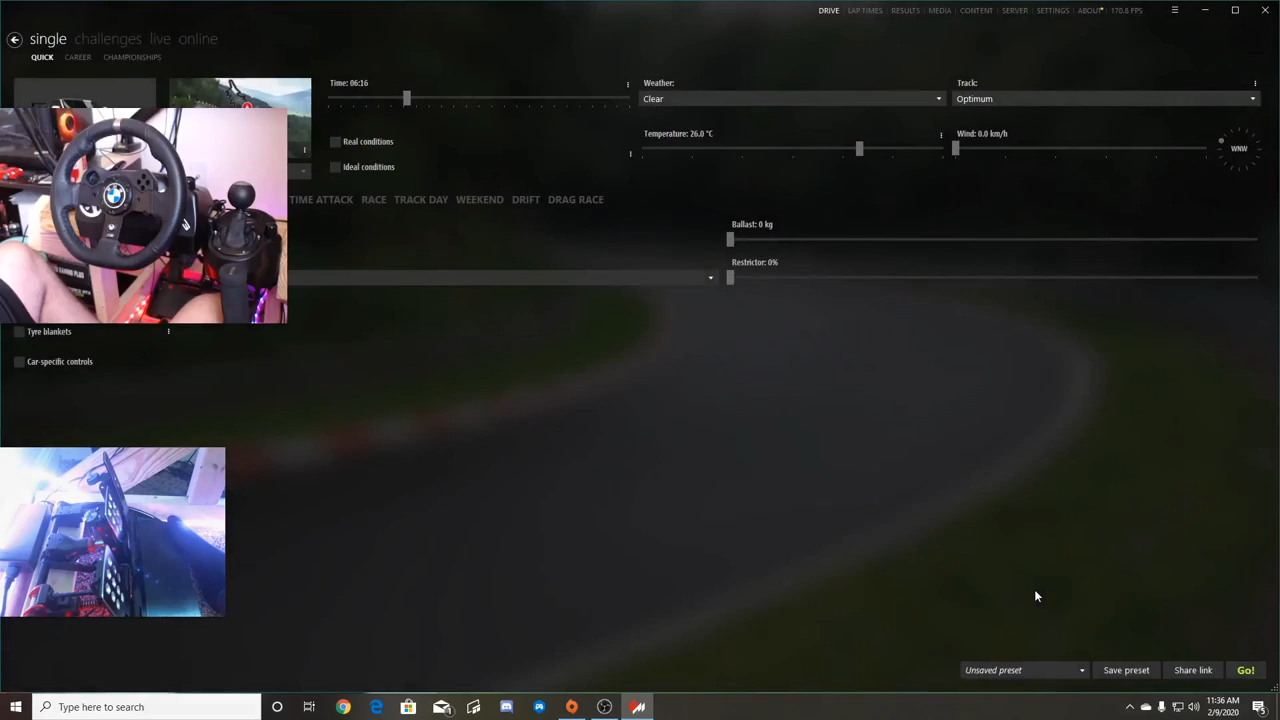 DRIVE LAP TIMES RESULTS MEDIA CONTENT SERVER SETTINGS ABOUT 170.8 FPS
single challenges live online
QUICK CAREER CHAMPIONSHIPS
Time: 06:16 Weather: Track:
Clear Optimum
Real conditions Temperature: 26.0 °C Wind: 0.0 km/h
WNW
Ideal conditions
TIME ATTACK RACE TRACK DAY WEEKEND DRIFT DRAG RACE
Ballast: 0 kg
Restrictor: 0%
Tyre blankets
Car-specific controls
Unsaved preset Save preset Share link Go!
Type here to search
11:36 AM
2/9/2020